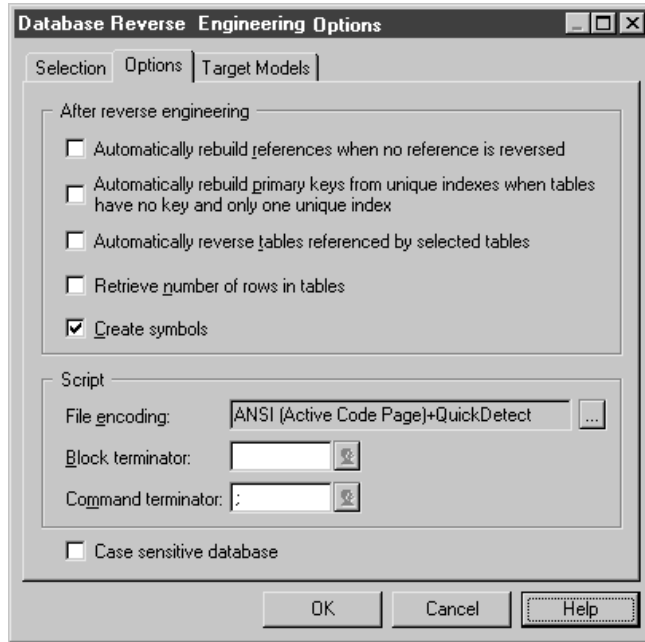 Database Reverse Engineering Options
Selection Options Target Models
After reverse engineering
Automatically rebuild references when no reference is reversed
Automatically rebuild primary keys from unique indexes when tables
have no key and only one unique index
Automatically reverse tables referenced by selected tables
Retrieve number of rows in tables
Create symbols
Script
File encoding: ANSI (Active Code Page)+QuickDetect ...
Block terminator:
Command terminator: ;
Case sensitive database
OK Cancel Help